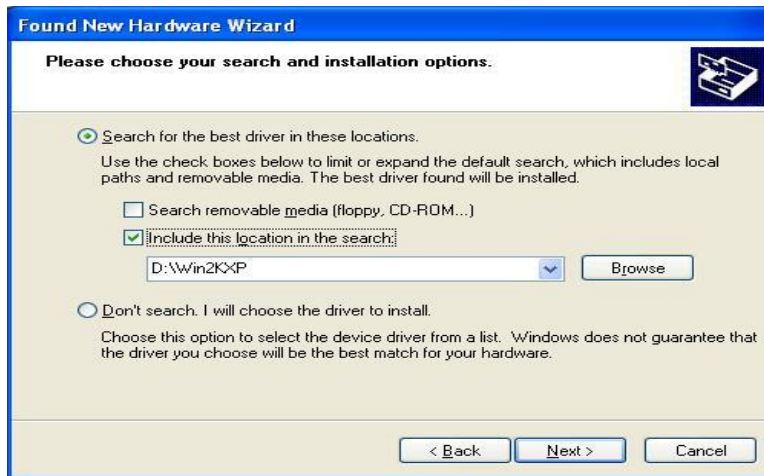 Found New Hardware Wizard
Please choose your search and installation options.
Search for the best driver in these locations.
Use the check boxes below to limit or expand the default search, which includes local
paths and removable media. The best driver found will be installed.
Search removable media (floppy, CD-ROM...)
Include this location in the search:
D:\Win2KXP
Browse
Don't search. I will choose the driver to install.
Choose this option to select the device driver from a list. Windows does not guarantee that
the driver you choose will be the best match for your hardware.
< Back Next > Cancel